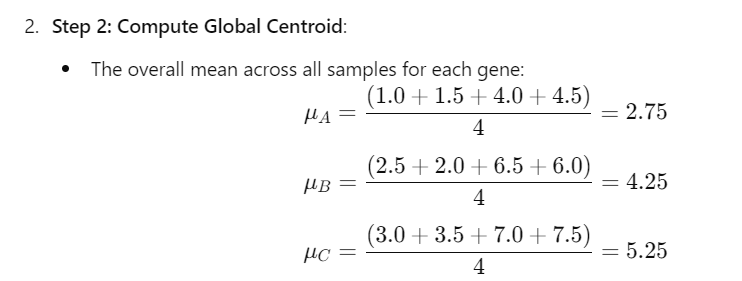 2. Step 2: Compute Global Centroid:
• The overall mean across all samples for each gene:
μA = (1.0 + 1.5 + 4.0 + 4.5) / 4 = 2.75
μB = (2.5 + 2.0 + 6.5 + 6.0) / 4 = 4.25
μC = (3.0 + 3.5 + 7.0 + 7.5) / 4 = 5.25